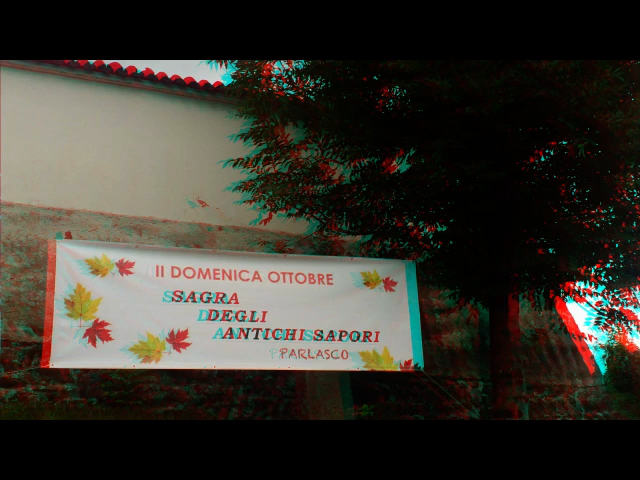 II DOMENICA OTTOBRE
SAGRA
DEGLI
ANTICHI SAPORI
PARLASCO